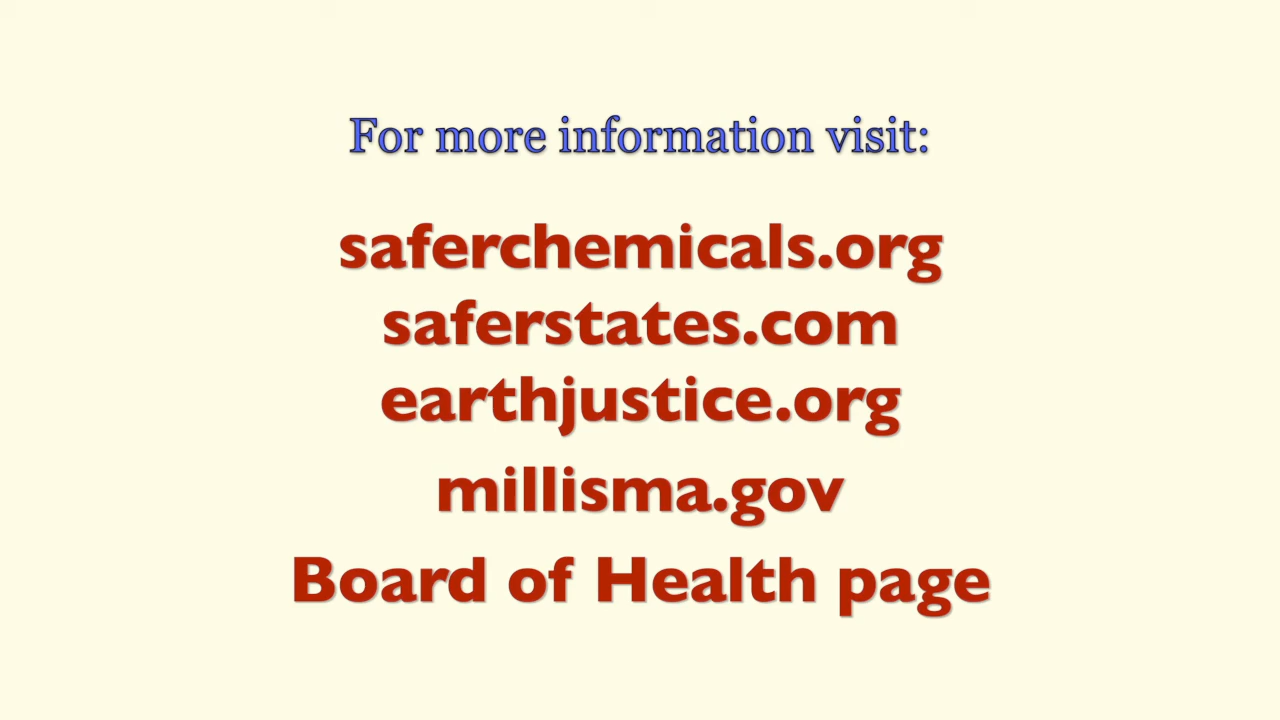 For more information visit:
saferchemicals.org
saferstates.com
earthjustice.org
millisma.gov
Board of Health page